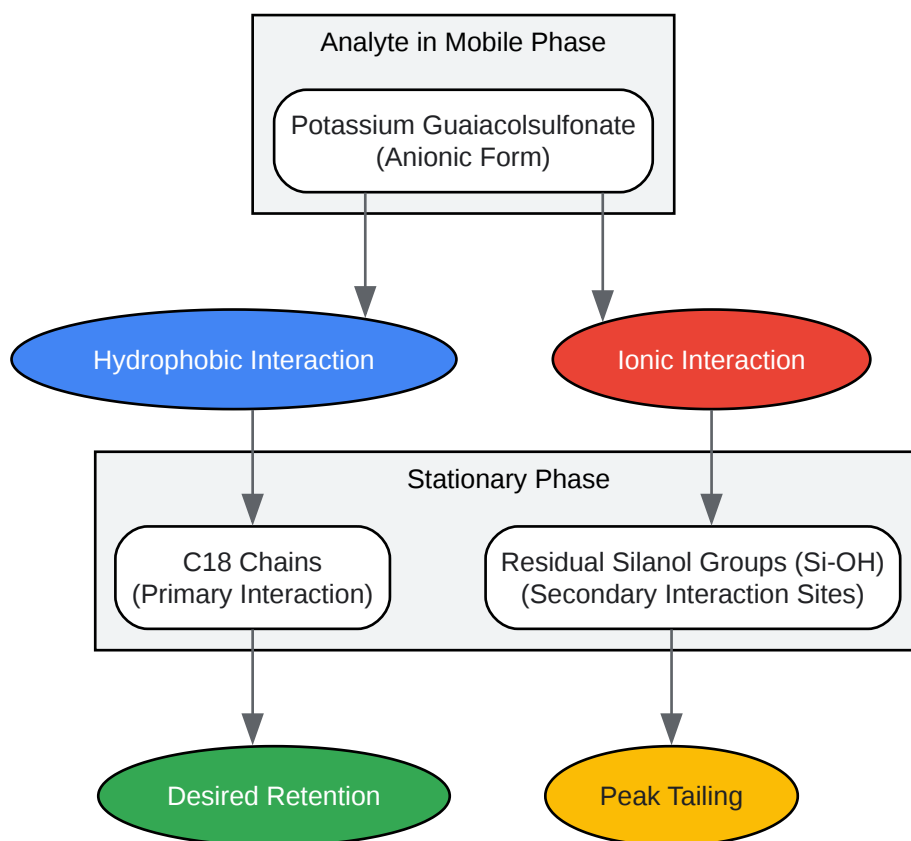 Analyte in Mobile Phase
Potassium Guaiacolsulfonate
(Anionic Form)
Hydrophobic Interaction
Ionic Interaction
Stationary Phase
C18 Chains
(Primary Interaction)
Residual Silanol Groups (Si-OH)
(Secondary Interaction Sites)
Desired Retention
Peak Tailing